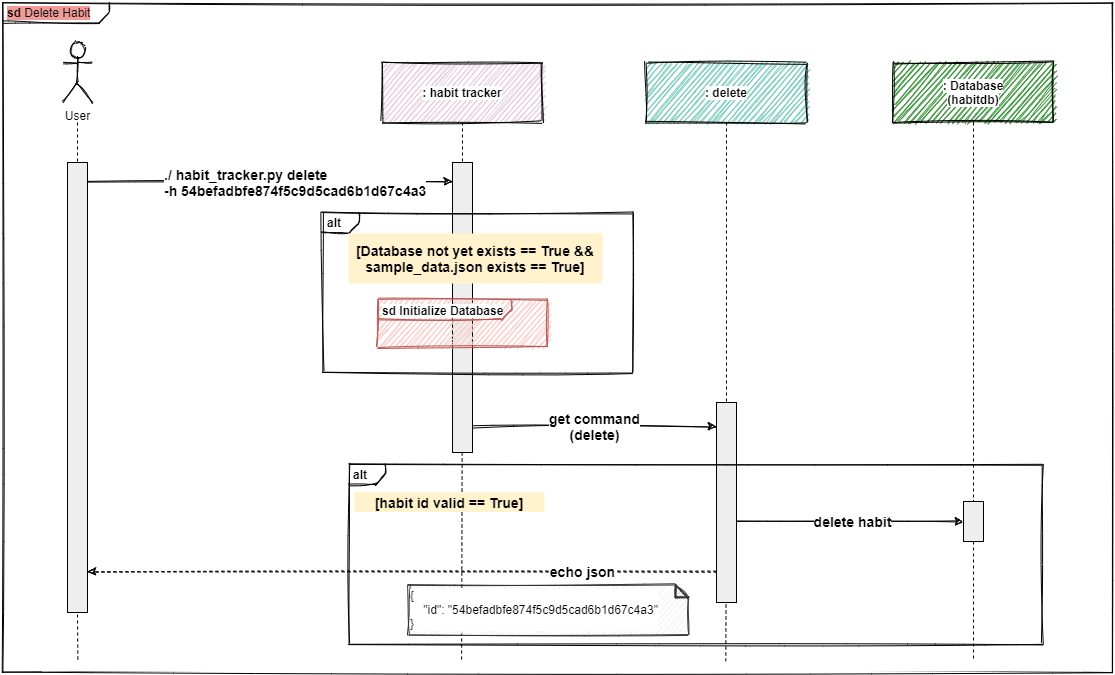 sd Delete Habit
User
: habit tracker
: delete
: Database
(habitdb)
./ habit_tracker.py delete
-h 54befadbfe874f5c9d5cad6b1d67c4a3
alt
[Database not yet exists == True &&
sample_data.json exists == True]
sd Initialize Database
get command
(delete)
alt
[habit id valid == True]
delete habit
echo json
{
"id": "54befadbfe874f5c9d5cad6b1d67c4a3"
}